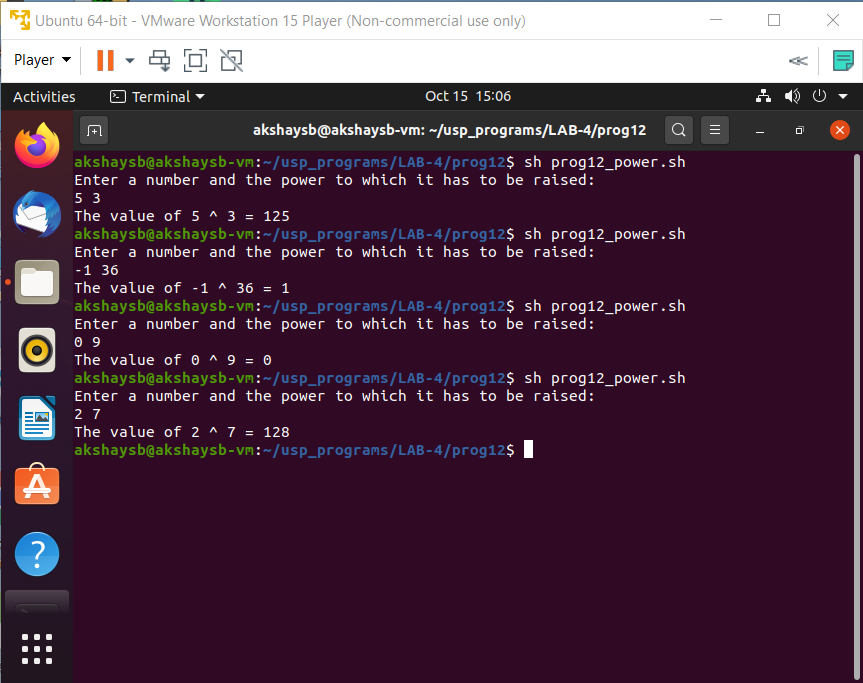 Ubuntu 64-bit - VMware Workstation 15 Player (Non-commercial use only)
Player
Activities
Terminal
Oct 15 15:06
akshaysb@akshaysb-vm: ~/usp_programs/LAB-4/prog12
akshaysb@akshaysb-vm:~/usp_programs/LAB-4/prog12$ sh prog12_power.sh
Enter a number and the power to which it has to be raised:
5 3
The value of 5 ^ 3 = 125
akshaysb@akshaysb-vm:~/usp_programs/LAB-4/prog12$ sh prog12_power.sh
Enter a number and the power to which it has to be raised:
-1 36
The value of -1 ^ 36 = 1
akshaysb@akshaysb-vm:~/usp_programs/LAB-4/prog12$ sh prog12_power.sh
Enter a number and the power to which it has to be raised:
0 9
The value of 0 ^ 9 = 0
akshaysb@akshaysb-vm:~/usp_programs/LAB-4/prog12$ sh prog12_power.sh
Enter a number and the power to which it has to be raised:
2 7
The value of 2 ^ 7 = 128
akshaysb@akshaysb-vm:~/usp_programs/LAB-4/prog12$